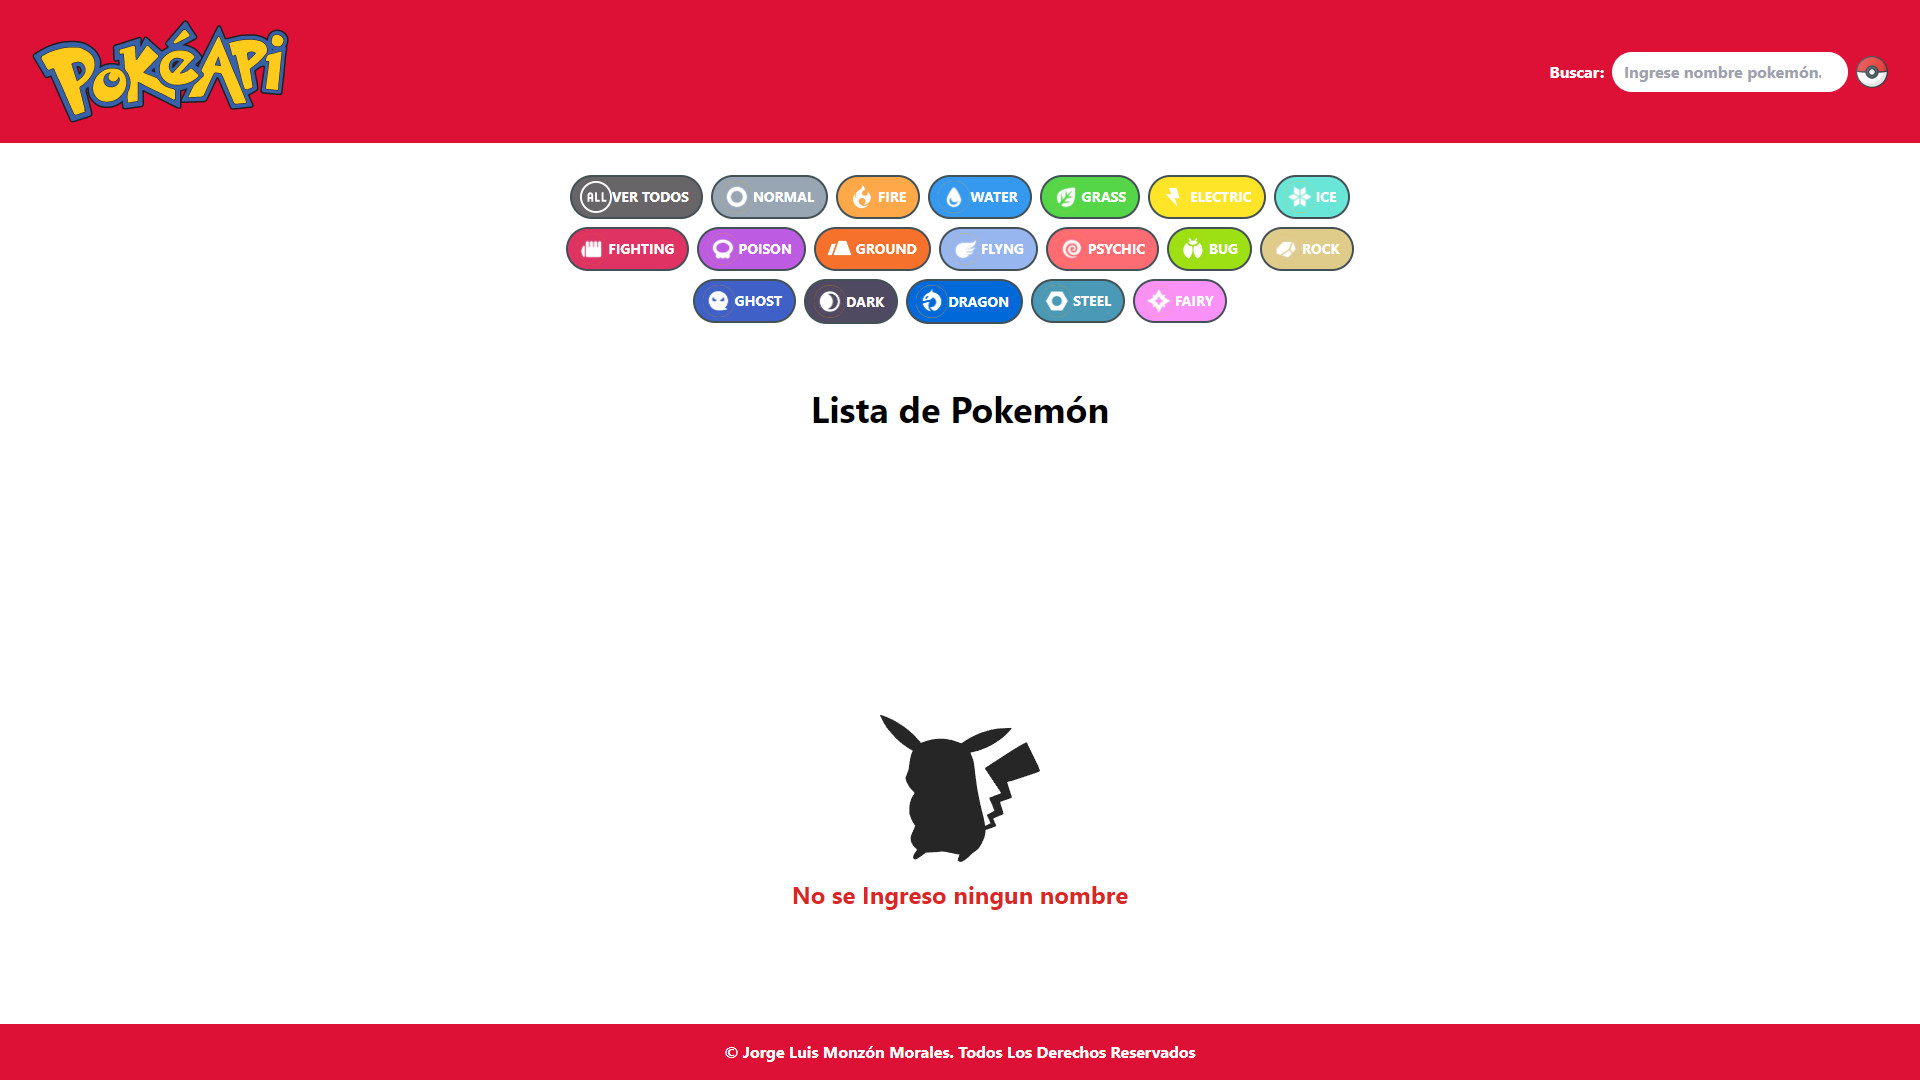 PokéApi
Buscar: Ingrese nombre pokemón.
ALL VER TODOS NORMAL FIRE WATER GRASS ELECTRIC ICE
FIGHTING POISON GROUND FLYNG PSYCHIC BUG ROCK
GHOST DARK DRAGON STEEL FAIRY
Lista de Pokemón
No se Ingreso ningun nombre
© Jorge Luis Monzón Morales. Todos Los Derechos Reservados